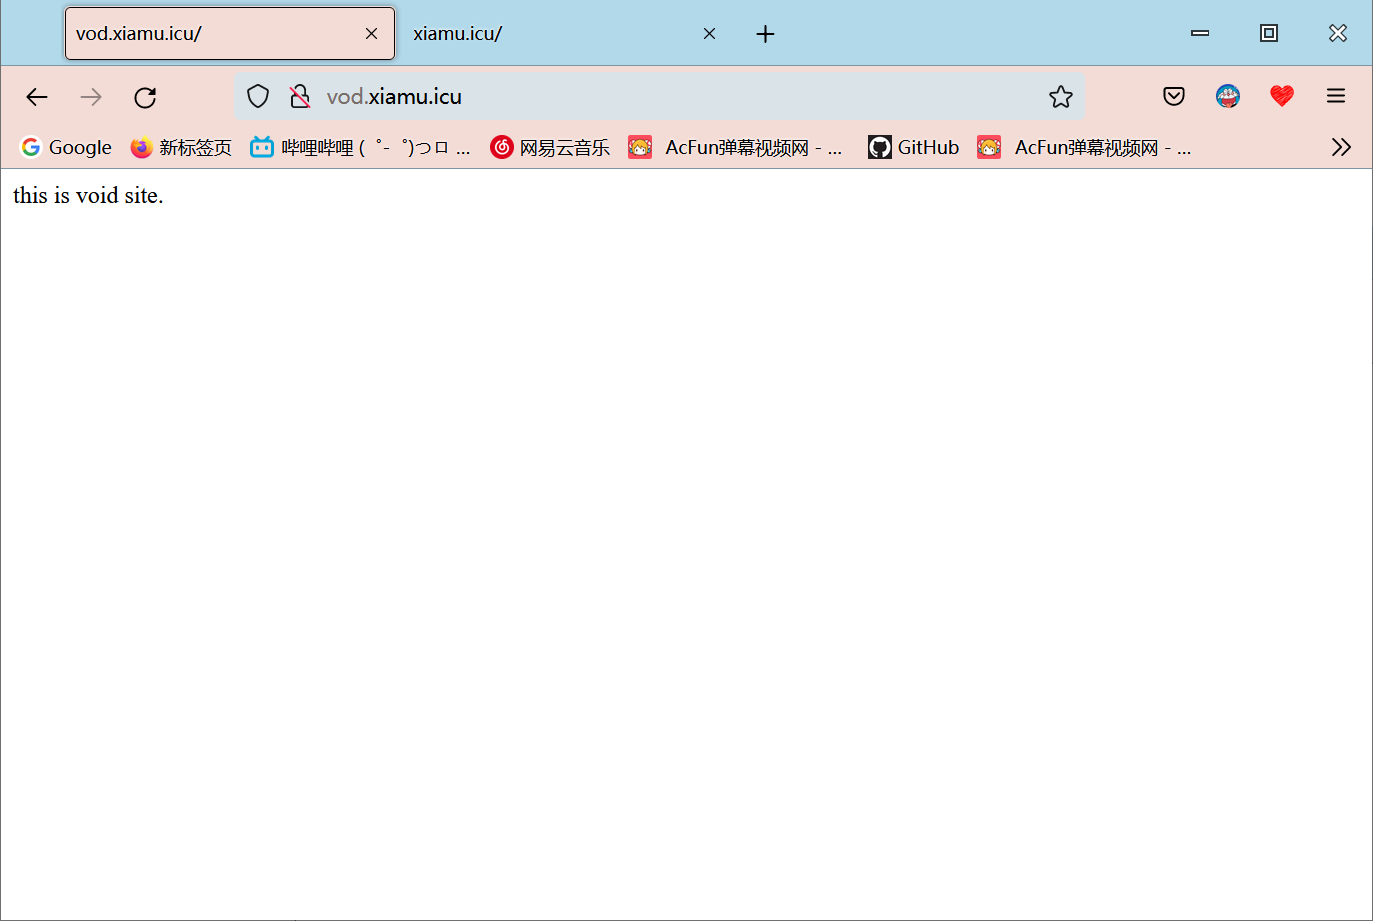 vod.xiamu.icu/ xiamu.icu/
vod.xiamu.icu
Google 新标签页 哔哩哔哩 ( ゜- ゜)つロ ... 网易云音乐 AcFun弹幕视频网 - ... GitHub AcFun弹幕视频网 - ...
this is void site.